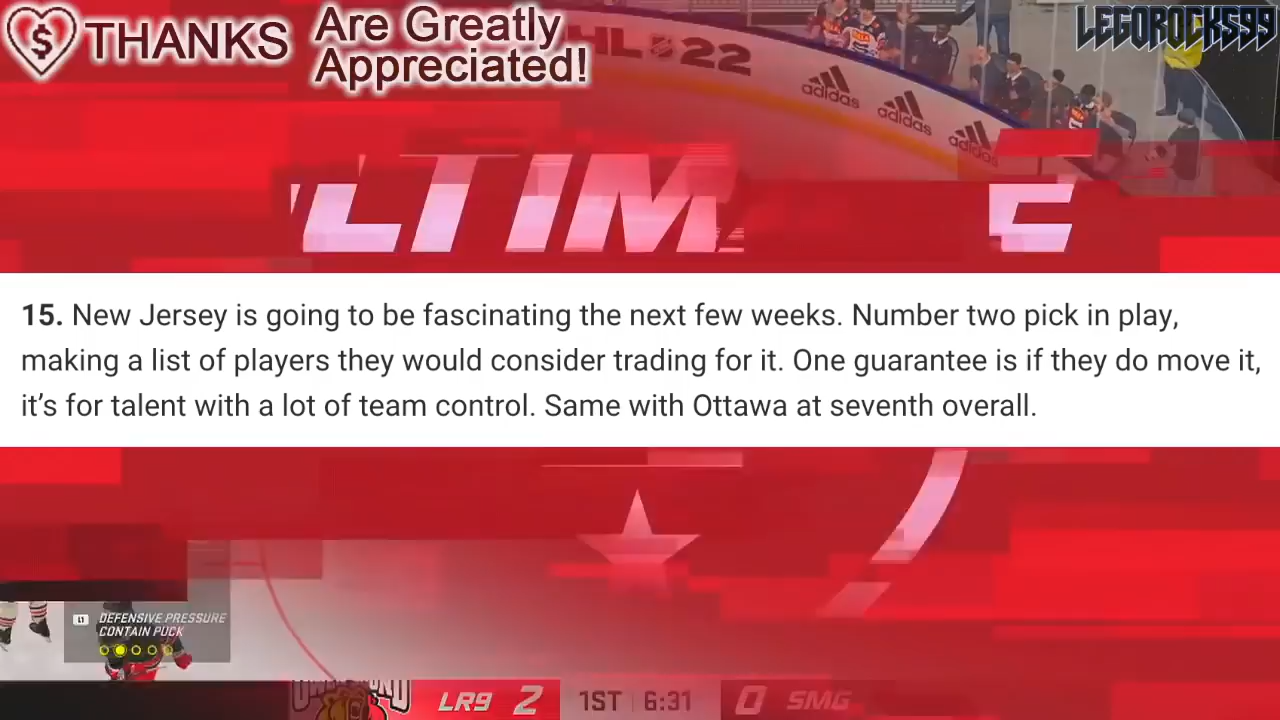 THANKS
Are Greatly
Appreciated!
HL 22
LEGOROCKS99
adidas
adidas
adidas
LTIM
15. New Jersey is going to be fascinating the next few weeks. Number two pick in play,
making a list of players they would consider trading for it. One guarantee is if they do move it,
it’s for talent with a lot of team control. Same with Ottawa at seventh overall.
L1 DEFENSIVE PRESSURE
CONTAIN PUCK
LR9 2 1ST 6:31 0 SMG